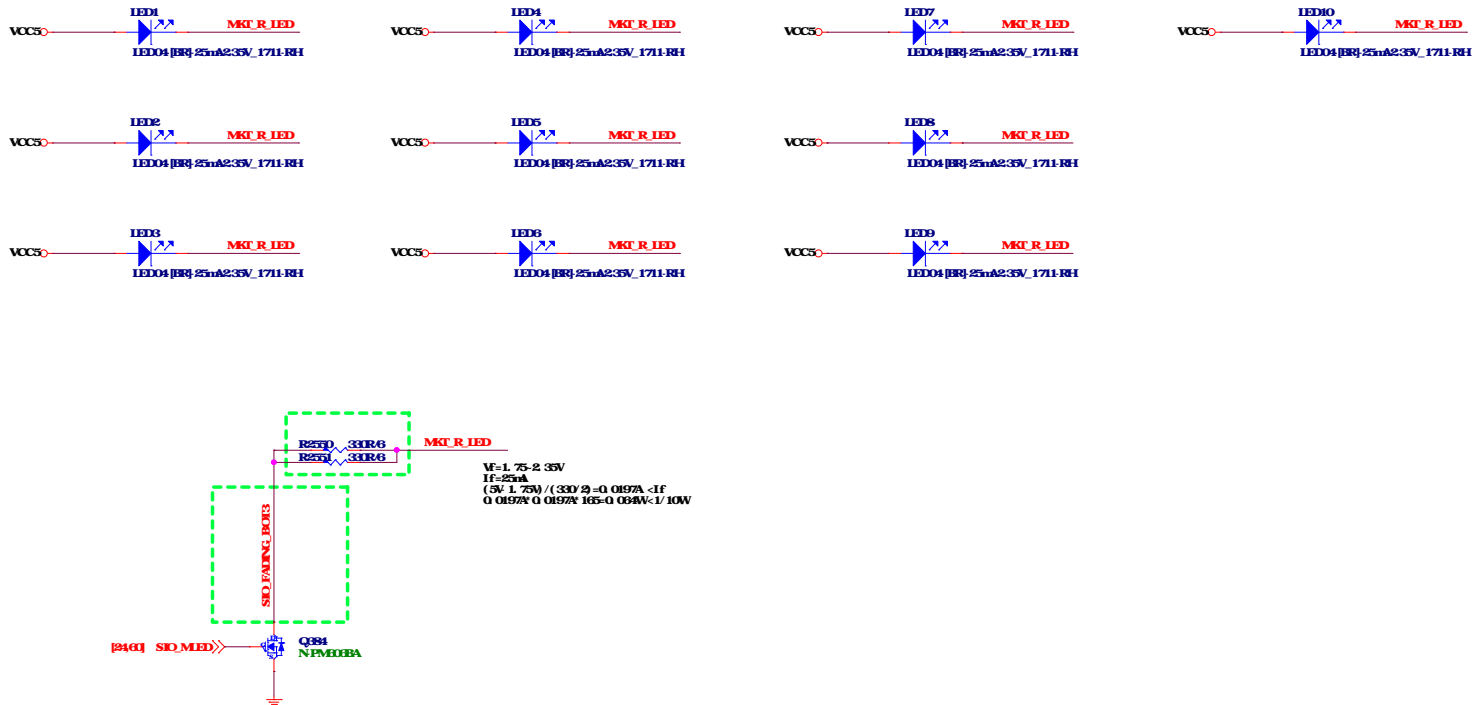 LED1
VCC5 MKT_R_LED
LED04-[BR]-25mA2.35V_1711-RH
LED4
VCC5 MKT_R_LED
LED04-[BR]-25mA2.35V_1711-RH
LED7
VCC5 MKT_R_LED
LED04-[BR]-25mA2.35V_1711-RH
LED10
VCC5 MKT_R_LED
LED04-[BR]-25mA2.35V_1711-RH
LED2
VCC5 MKT_R_LED
LED04-[BR]-25mA2.35V_1711-RH
LED5
VCC5 MKT_R_LED
LED04-[BR]-25mA2.35V_1711-RH
LED8
VCC5 MKT_R_LED
LED04-[BR]-25mA2.35V_1711-RH
LED3
VCC5 MKT_R_LED
LED04-[BR]-25mA2.35V_1711-RH
LED6
VCC5 MKT_R_LED
LED04-[BR]-25mA2.35V_1711-RH
LED9
VCC5 MKT_R_LED
LED04-[BR]-25mA2.35V_1711-RH
R2550 330R/6 MKT_R_LED
R2551 330R/6
Vf=1.75~2.35V
If=25mA
(5V-1.75V)/(330/2)=0.0197A <If
0.0197A*0.0197A*165=0.064W<1/10W
SIO_FADING_BOT3
[24,60] SIO_MLED
Q384